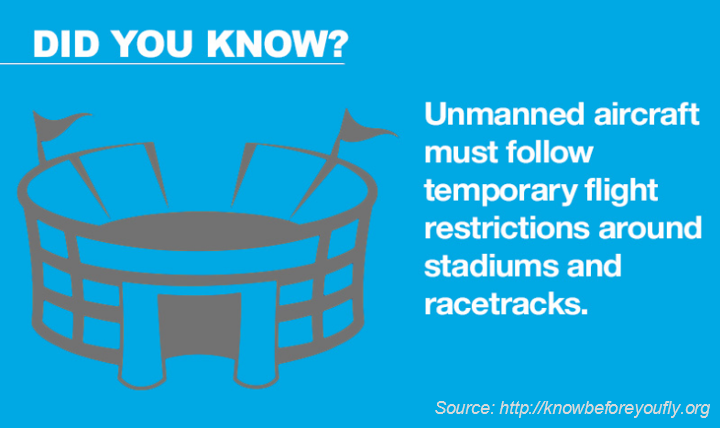 DID YOU KNOW?
Unmanned aircraft
must follow
temporary flight
restrictions around
stadiums and
racetracks.
Source: http://knowbeforeyoufly.org